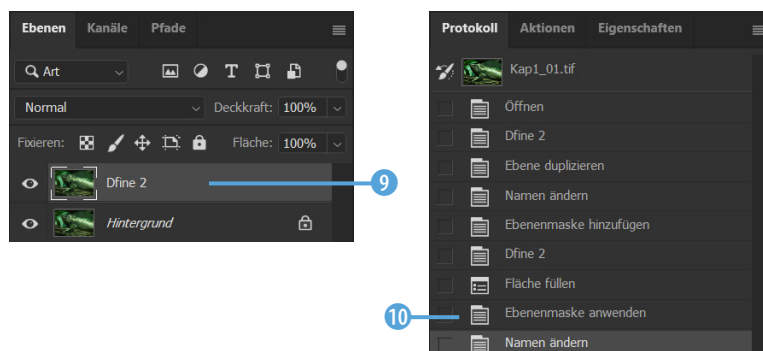 Ebenen Kanäle Pfade
Art
Normal Deckkraft: 100%
Fixieren: Fläche: 100%
Dfine 2
9
Hintergrund
Protokoll Aktionen Eigenschaften
Kap1_01.tif
Öffnen
Dfine 2
Ebene duplizieren
Namen ändern
Ebenenmaske hinzufügen
Dfine 2
Fläche füllen
10 Ebenenmaske anwenden
Namen ändern